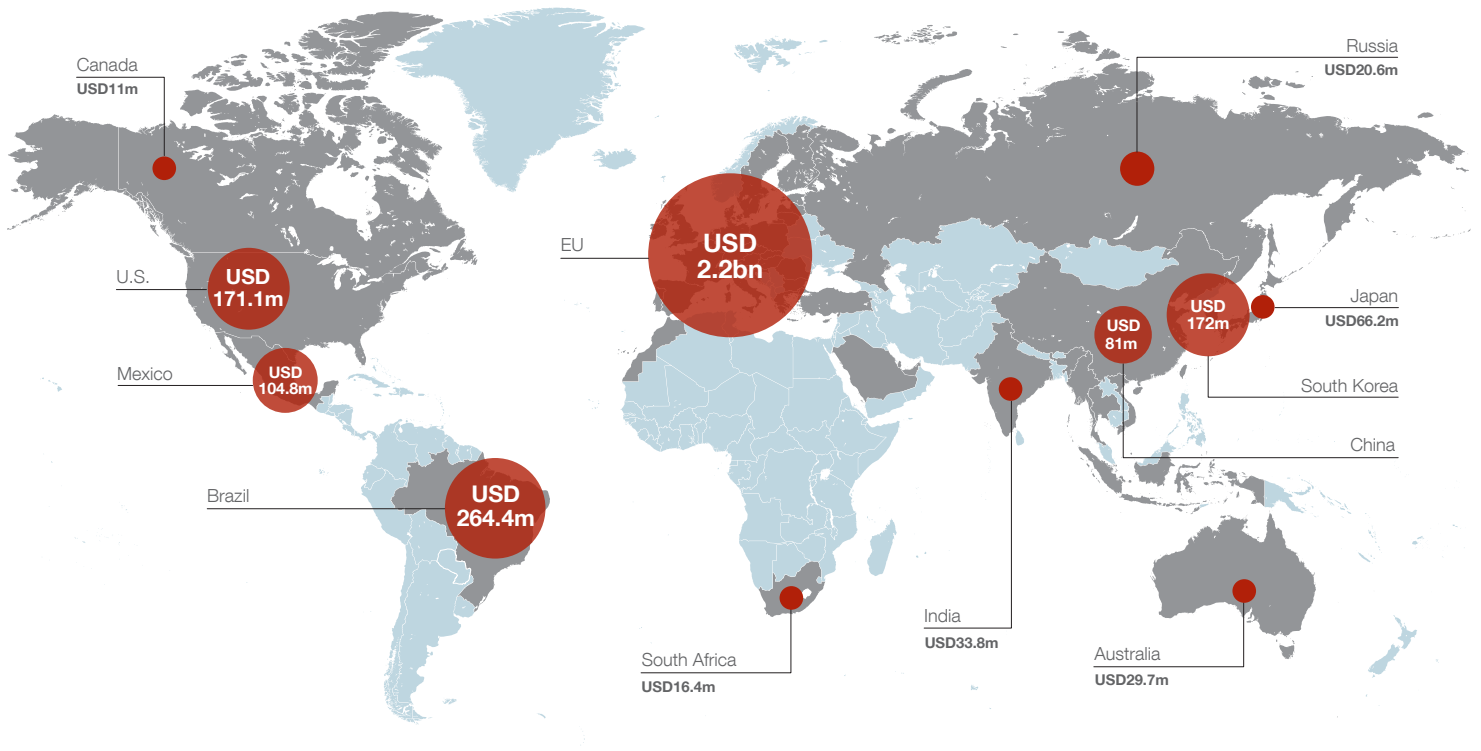 Canada
USD11m
Russia
USD20.6m
EU
USD
2.2bn
U.S.
USD
171.1m
Japan
USD66.2m
USD
172m
USD
81m
Mexico
USD
104.8m
South Korea
China
Brazil
USD
264.4m
India
USD33.8m
South Africa
USD16.4m
Australia
USD29.7m